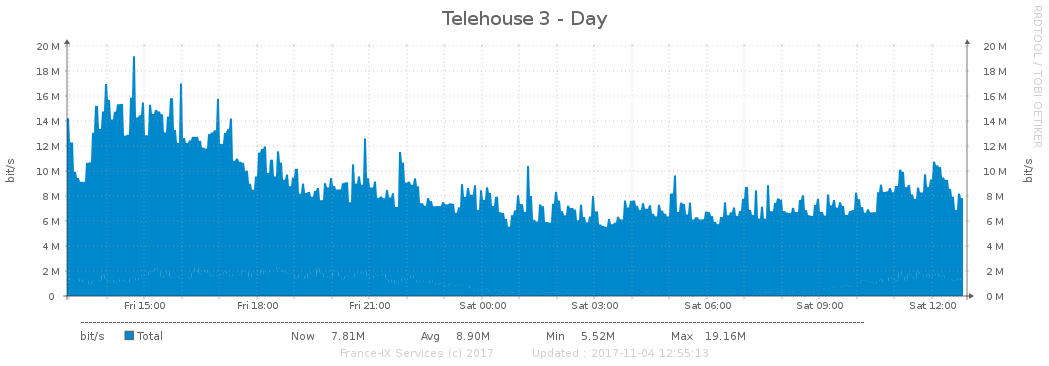 Telehouse 3 - Day
RRDTOOL / TOBI OETIKER
bit/s
bit/s
20 M 20 M
18 M 18 M
16 M 16 M
14 M 14 M
12 M 12 M
10 M 10 M
8 M 8 M
6 M 6 M
4 M 4 M
2 M 2 M
0 0 M
Fri 15:00 Fri 18:00 Fri 21:00 Sat 00:00 Sat 03:00 Sat 06:00 Sat 09:00 Sat 12:00
bit/s Total Now 7.81M Avg 8.90M Min 5.52M Max 19.16M
France-IX Services (c) 2017 Updated : 2017-11-04 12:55:13